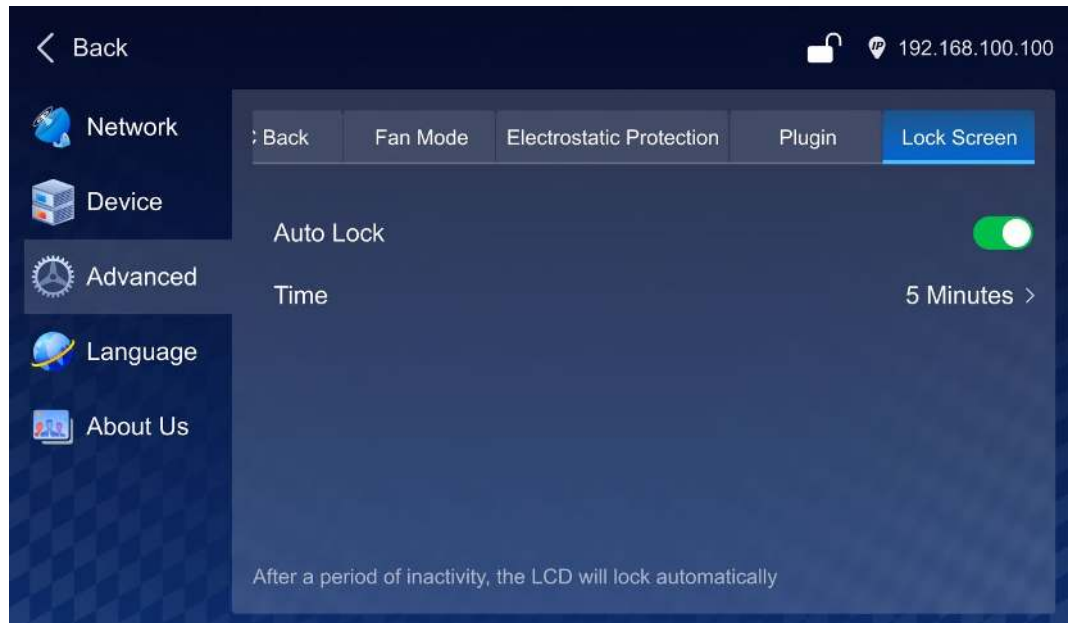 Back
IP 192.168.100.100
Network
Device
Advanced
Language
About Us
Back Fan Mode Electrostatic Protection Plugin Lock Screen
Auto Lock
Time 5 Minutes >
After a period of inactivity, the LCD will lock automatically